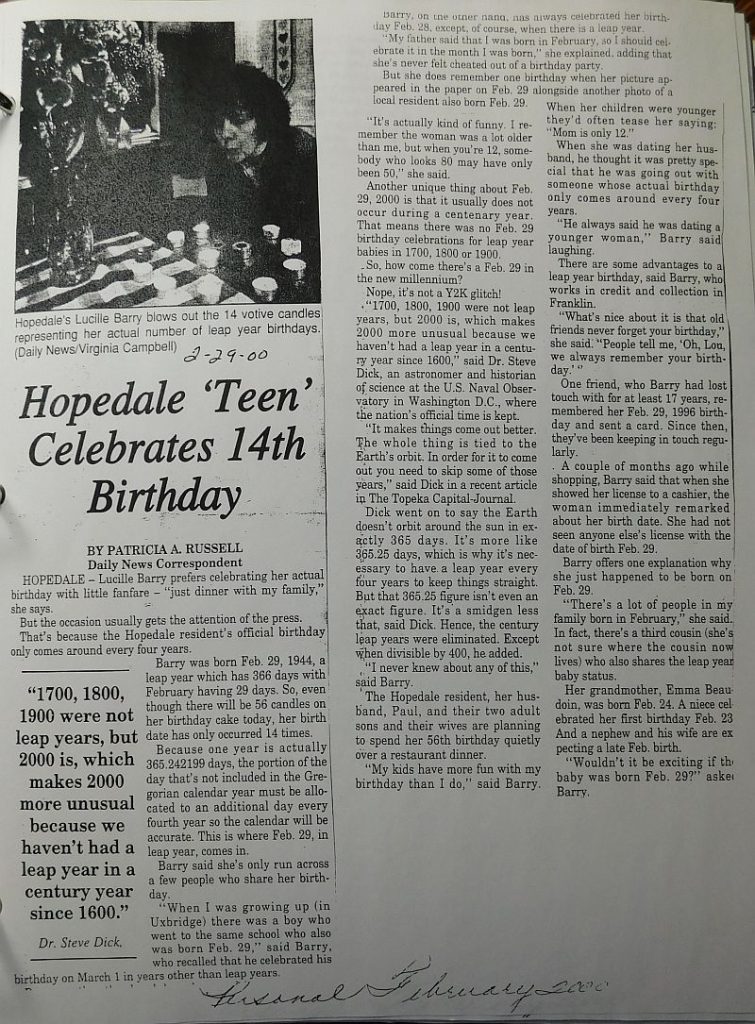 Hopedale's Lucille Barry blows out the 14 votive candles
representing her actual number of leap year birthdays.
(Daily News/Virginia Campbell)
2-29-00
Hopedale 'Teen'
Celebrates 14th
Birthday
BY PATRICIA A. RUSSELL
Daily News Correspondent
HOPEDALE – Lucille Barry prefers celebrating her actual
birthday with little fanfare – "just dinner with my family,"
she says.
But the occasion usually gets the attention of the press.
That's because the Hopedale resident's official birthday
only comes around every four years.
Barry was born Feb. 29, 1944, a
leap year which has 366 days with
February having 29 days. So, even
though there will be 56 candles on
her birthday cake today, her birth
date has only occurred 14 times.
Because one year is actually
365.242199 days, the portion of the
day that's not included in the Gre-
gorian calendar year must be allo-
cated to an additional day every
fourth year so the calendar will be
accurate. This is where Feb. 29, in
leap year, comes in.
Barry said she's only run across
a few people who share her birth-
day.
"When I was growing up (in
Uxbridge) there was a boy who
went to the same school who also
was born Feb. 29," said Barry,
who recalled that he celebrated his
birthday on March 1 in years other than leap years.
"1700, 1800,
1900 were not
leap years, but
2000 is, which
makes 2000
more unusual
because we
haven't had a
leap year in a
century year
since 1600."
Dr. Steve Dick,
Barry, on the other hand, has always celebrated her birth-
day Feb. 28, except, of course, when there is a leap year.
"My father said that I was born in February, so I should cel-
ebrate it in the month I was born," she explained, adding that
she's never felt cheated out of a birthday party.
But she does remember one birthday when her picture ap-
peared in the paper on Feb. 29 alongside another photo of a
local resident also born Feb. 29.
"It's actually kind of funny. I re-
member the woman was a lot older
than me, but when you're 12, some-
body who looks 80 may have only
been 50," she said.
Another unique thing about Feb.
29, 2000 is that it usually does not
occur during a centenary year.
That means there was no Feb. 29
birthday celebrations for leap year
babies in 1700, 1800 or 1900.
So, how come there's a Feb. 29 in
the new millennium?
Nope, it's not a Y2K glitch!
"1700, 1800, 1900 were not leap
years, but 2000 is, which makes
2000 more unusual because we
haven't had a leap year in a centu-
ry year since 1600," said Dr. Steve
Dick, an astronomer and historian
of science at the U.S. Naval Obser-
vatory in Washington D.C., where
the nation's official time is kept.
"It makes things come out better.
The whole thing is tied to the
Earth's orbit. In order for it to come
out you need to skip some of those
years," said Dick in a recent article
in The Topeka Capital-Journal.
Dick went on to say the Earth
doesn't orbit around the sun in ex-
actly 365 days. It's more like
365.25 days, which is why it's nec-
essary to have a leap year every
four years to keep things straight.
But that 365.25 figure isn't even an
exact figure. It's a smidgen less
that, said Dick. Hence, the century
leap years were eliminated. Except
when divisible by 400, he added.
"I never knew about any of this,"
said Barry.
The Hopedale resident, her hus-
band, Paul, and their two adult
sons and their wives are planning
to spend her 56th birthday quietly
over a restaurant dinner.
"My kids have more fun with my
birthday than I do," said Barry.
When her children were younger
they'd often tease her saying:
"Mom is only 12."
When she was dating her hus-
band, he thought it was pretty spe-
cial that he was going out with
someone whose actual birthday
only comes around every four
years.
"He always said he was dating a
younger woman," Barry said
laughing.
There are some advantages to a
leap year birthday, said Barry, who
works in credit and collection in
Franklin.
"What's nice about it is that old
friends never forget your birthday,"
she said. "People tell me, 'Oh, Lou,
we always remember your birth-
day.' "
One friend, who Barry had lost
touch with for at least 17 years, re-
membered her Feb. 29, 1996 birth-
day and sent a card. Since then,
they've been keeping in touch regu-
larly.
A couple of months ago while
shopping, Barry said that when she
showed her license to a cashier, the
woman immediately remarked
about her birth date. She had not
seen anyone else's license with the
date of birth Feb. 29.
Barry offers one explanation why
she just happened to be born on
Feb. 29.
"There's a lot of people in my
family born in February," she said.
In fact, there's a third cousin (she's
not sure where the cousin now
lives) who also shares the leap year
baby status.
Her grandmother, Emma Beau-
doin, was born Feb. 24. A niece cel
ebrated her first birthday Feb. 23
And a nephew and his wife are ex
pecting a late Feb. birth.
"Wouldn't it be exciting if th
baby was born Feb. 29?" aske
Barry.
Personal February 2000